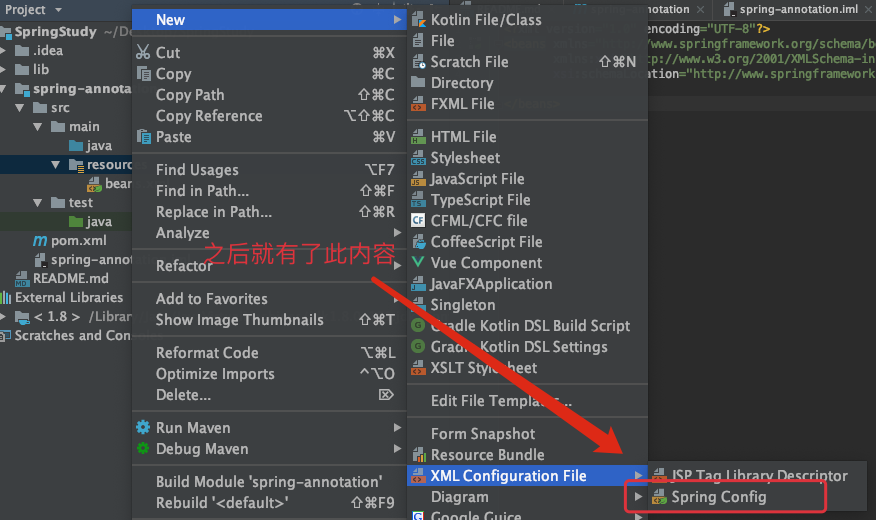 Project
SpringStudy ~/De
.idea
lib
spring-annota
src
main
java
resourc
bean
test
java
pom.xml
spring-annot
README.md
External Libraries
< 1.8 > /Librar
Scratches and Con
New
Cut ⌘X
Copy ⌘C
Copy Path ⇧⌘C
Copy Reference ⌥⇧⌘C
Paste ⌘V
Find Usages ⌥F7
Find in Path... ⇧⌘F
Replace in Path... ⇧⌘R
Analyze
Refactor
Add to Favorites
Show Image Thumbnails ⇧⌘T
Reformat Code ⌥⌘L
Optimize Imports ^⌥O
Delete... ⌦
Run Maven
Debug Maven
Build Module 'spring-annotation'
Rebuild '<default>' ⇧⌘F9
之后就有了此内容
Kotlin File/Class
File
Scratch File ⇧⌘N
Directory
FXML File
HTML File
Stylesheet
JavaScript File
TypeScript File
CFML/CFC file
CoffeeScript File
Vue Component
JavaFXApplication
Singleton
Gradle Kotlin DSL Build Script
Gradle Kotlin DSL Settings
XSLT Stylesheet
Edit File Templates...
Form Snapshot
Resource Bundle
XML Configuration File
Diagram
Google Guice
JSP Tag Library Descriptor
Spring Config
nnotation
spring-annotation.iml
encoding="UTF-8"?>
/www.springframework.org/schema/be
tp://www.w3.org/2001/XMLSchema-in
ation="http://www.springframework